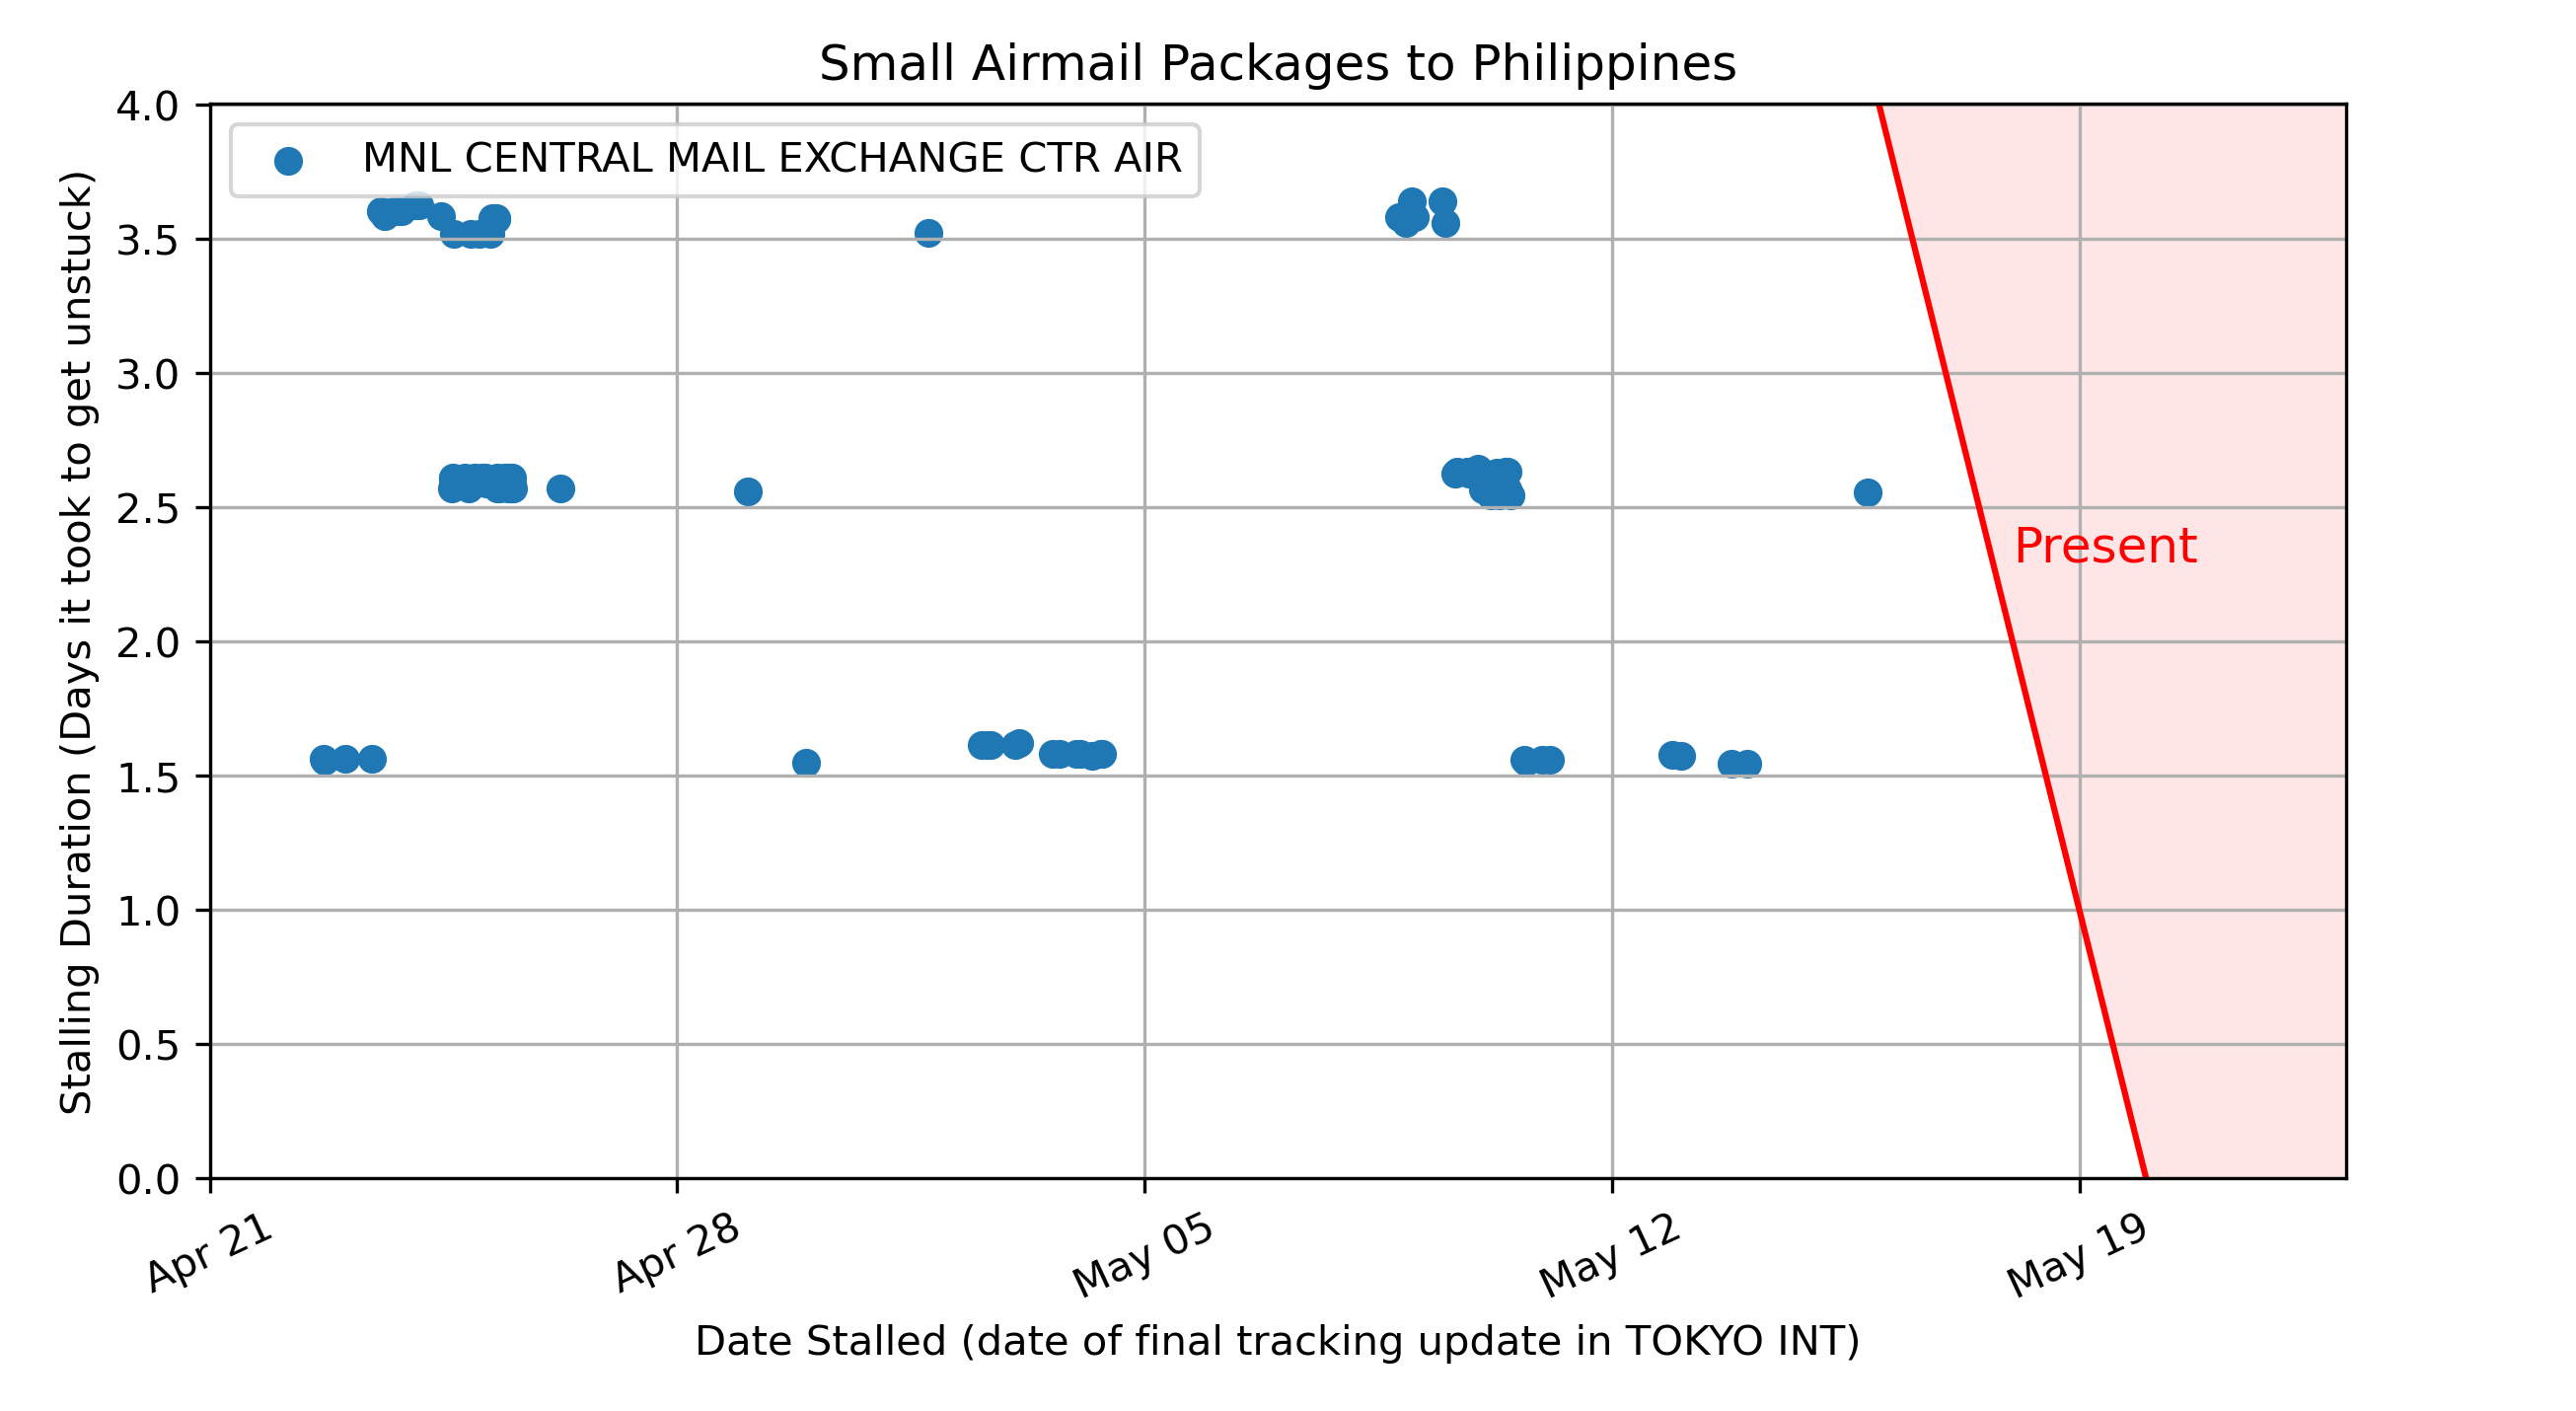 Small Airmail Packages to Philippines
MNL CENTRAL MAIL EXCHANGE CTR AIR
Stalling Duration (Days it took to get unstuck)
4.0
3.5
3.0
2.5
2.0
1.5
1.0
0.5
0.0
Present
Apr 21
Apr 28
May 05
May 12
May 19
Date Stalled (date of final tracking update in TOKYO INT)